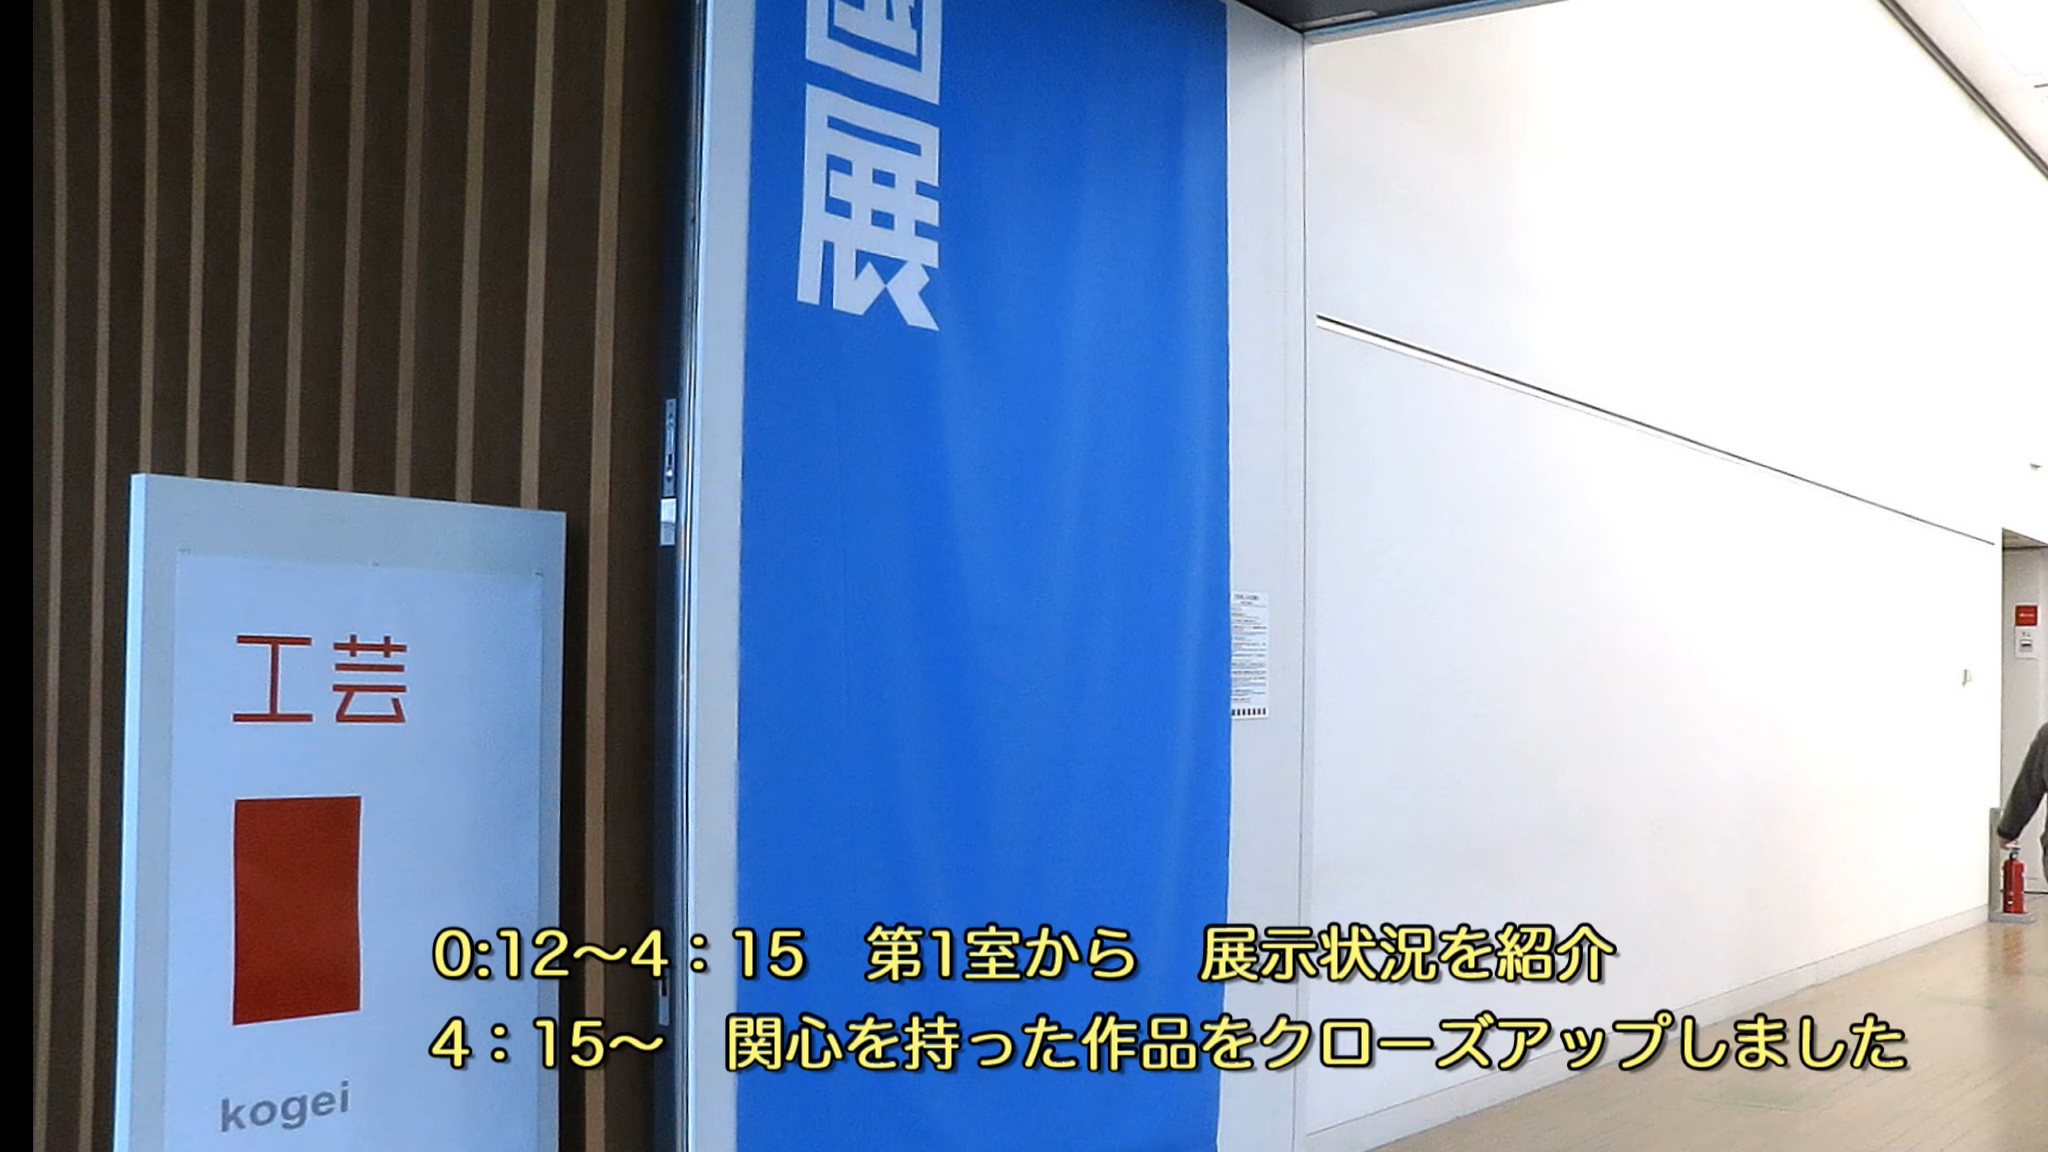 国展
工芸
kogei
0:12～4：15　第1室から　展示状況を紹介
4：15～　関心を持った作品をクローズアップしました